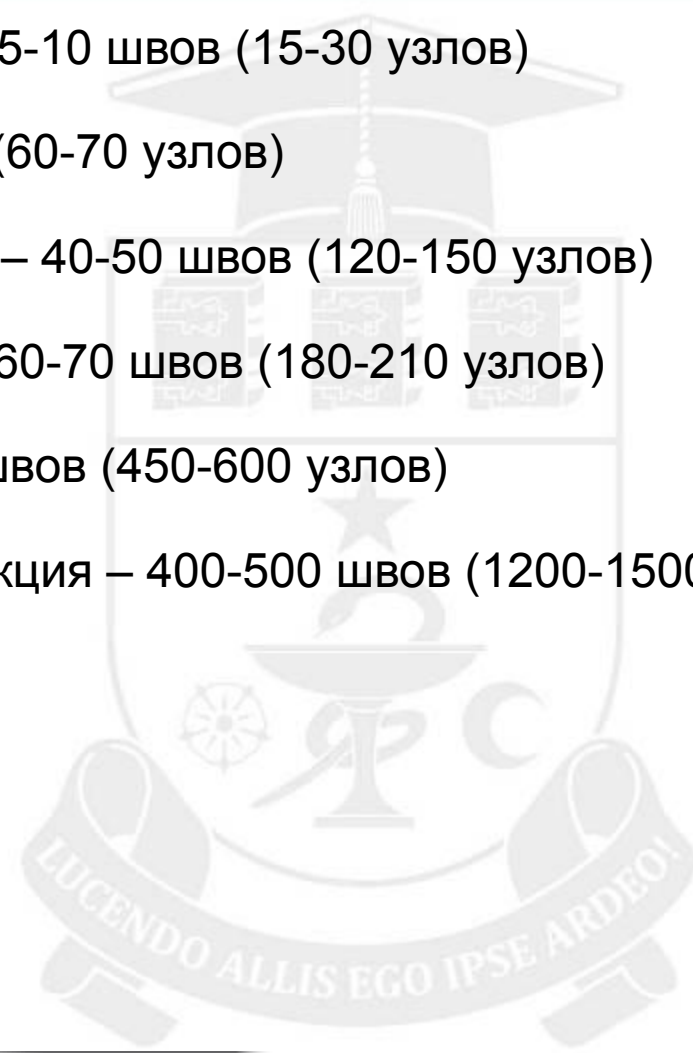 5-10 швов (15-30 узлов)
(60-70 узлов)
– 40-50 швов (120-150 узлов)
60-70 швов (180-210 узлов)
швов (450-600 узлов)
кция – 400-500 швов (1200-1500
LUCENDO ALLIS EGO IPSE ARDEO!